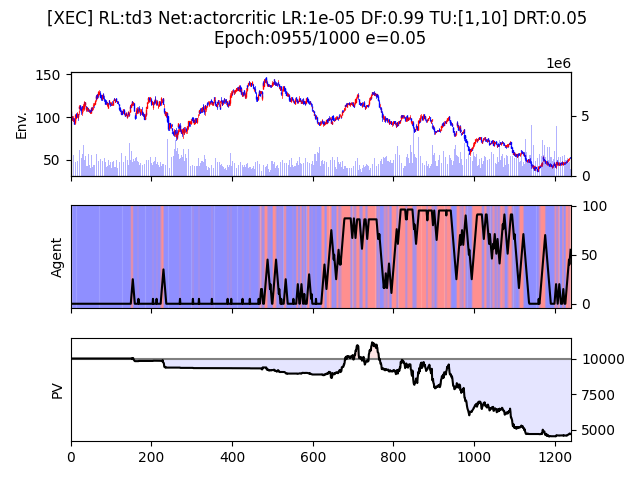 [XEC] RL:td3 Net:actorcritic LR:1e-05 DF:0.99 TU:[1,10] DRT:0.05
Epoch:0955/1000 e=0.05
1e6
150
100
50
Env.
5
0
Agent
100
50
0
PV
10000
7500
5000
0 200 400 600 800 1000 1200